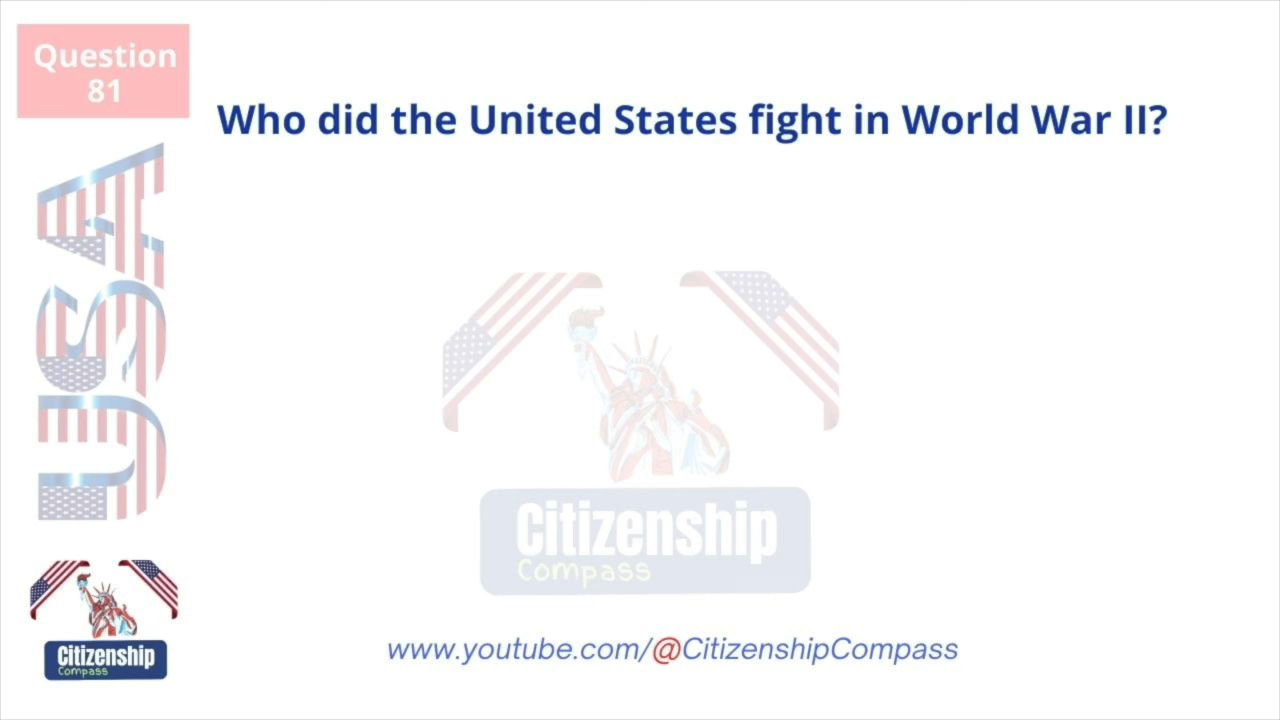 Question
81
Who did the United States fight in World War II?
USA
Citizenship
Compass
Citizenship
Compass
www.youtube.com/@CitizenshipCompass